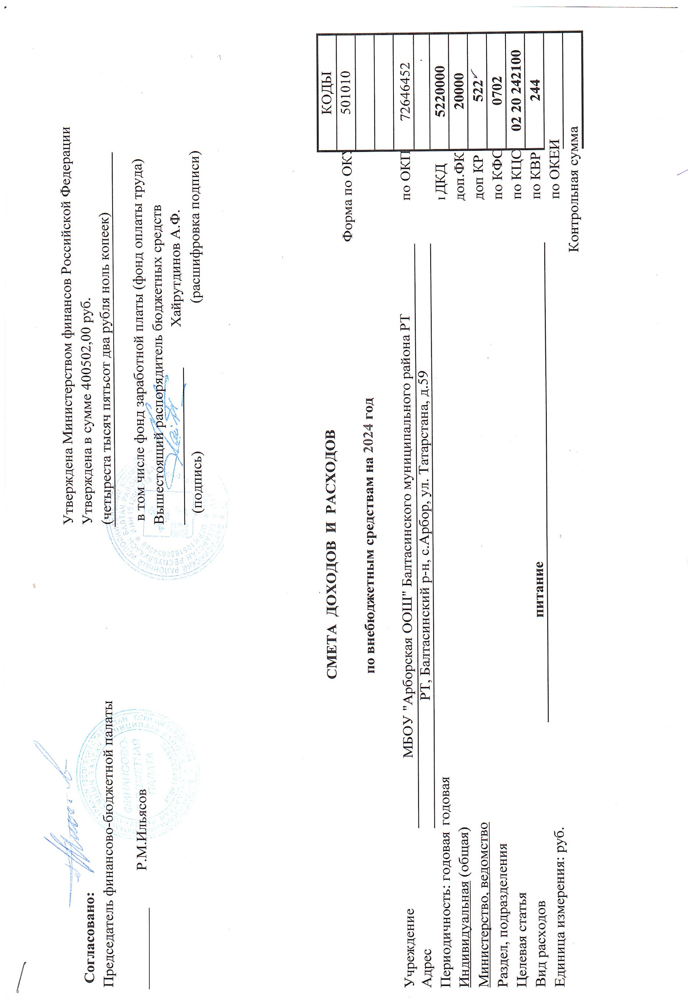 Согласовано:
Председатель финансово-бюджетной палаты
Р.М.Ильясов
ФИНАНСОВО-
БЮДЖЕТНАЯ
ПАЛАТА
Утверждена Министерством финансов Российской Федерации
Утверждена в сумме 400502,00 руб.
(четыреста тысяч пятьсот два рубля ноль копеек)
в том числе фонд заработной платы (фонд оплаты труда)
Вышестоящий распорядитель бюджетных средств
Хайрутдинов А.Ф.
(подпись) (расшифровка подписи)
СМЕТА ДОХОДОВ И РАСХОДОВ
по внебюджетным средствам на 2024 год
КОДЫ
Форма по ОКУ 501010
Учреждение МБОУ "Арборская ООШ" Балтасинского муниципального района РТ по ОКП 72646452
Адрес РТ, Балтасинский р-н, с.Арбор, ул. Татарстана, д.59
Периодичность: годовая годовая ДКД 5220000
Индивидуальная (общая) доп.ФК 20000
Министерство, ведомство доп КР 522
Раздел, подразделения по КФС 0702
Целевая статья по КЦС 02 20 242100
Вид расходов питание по КВР 244
Единица измерения: руб. по ОКЕИ
Контрольная сумма